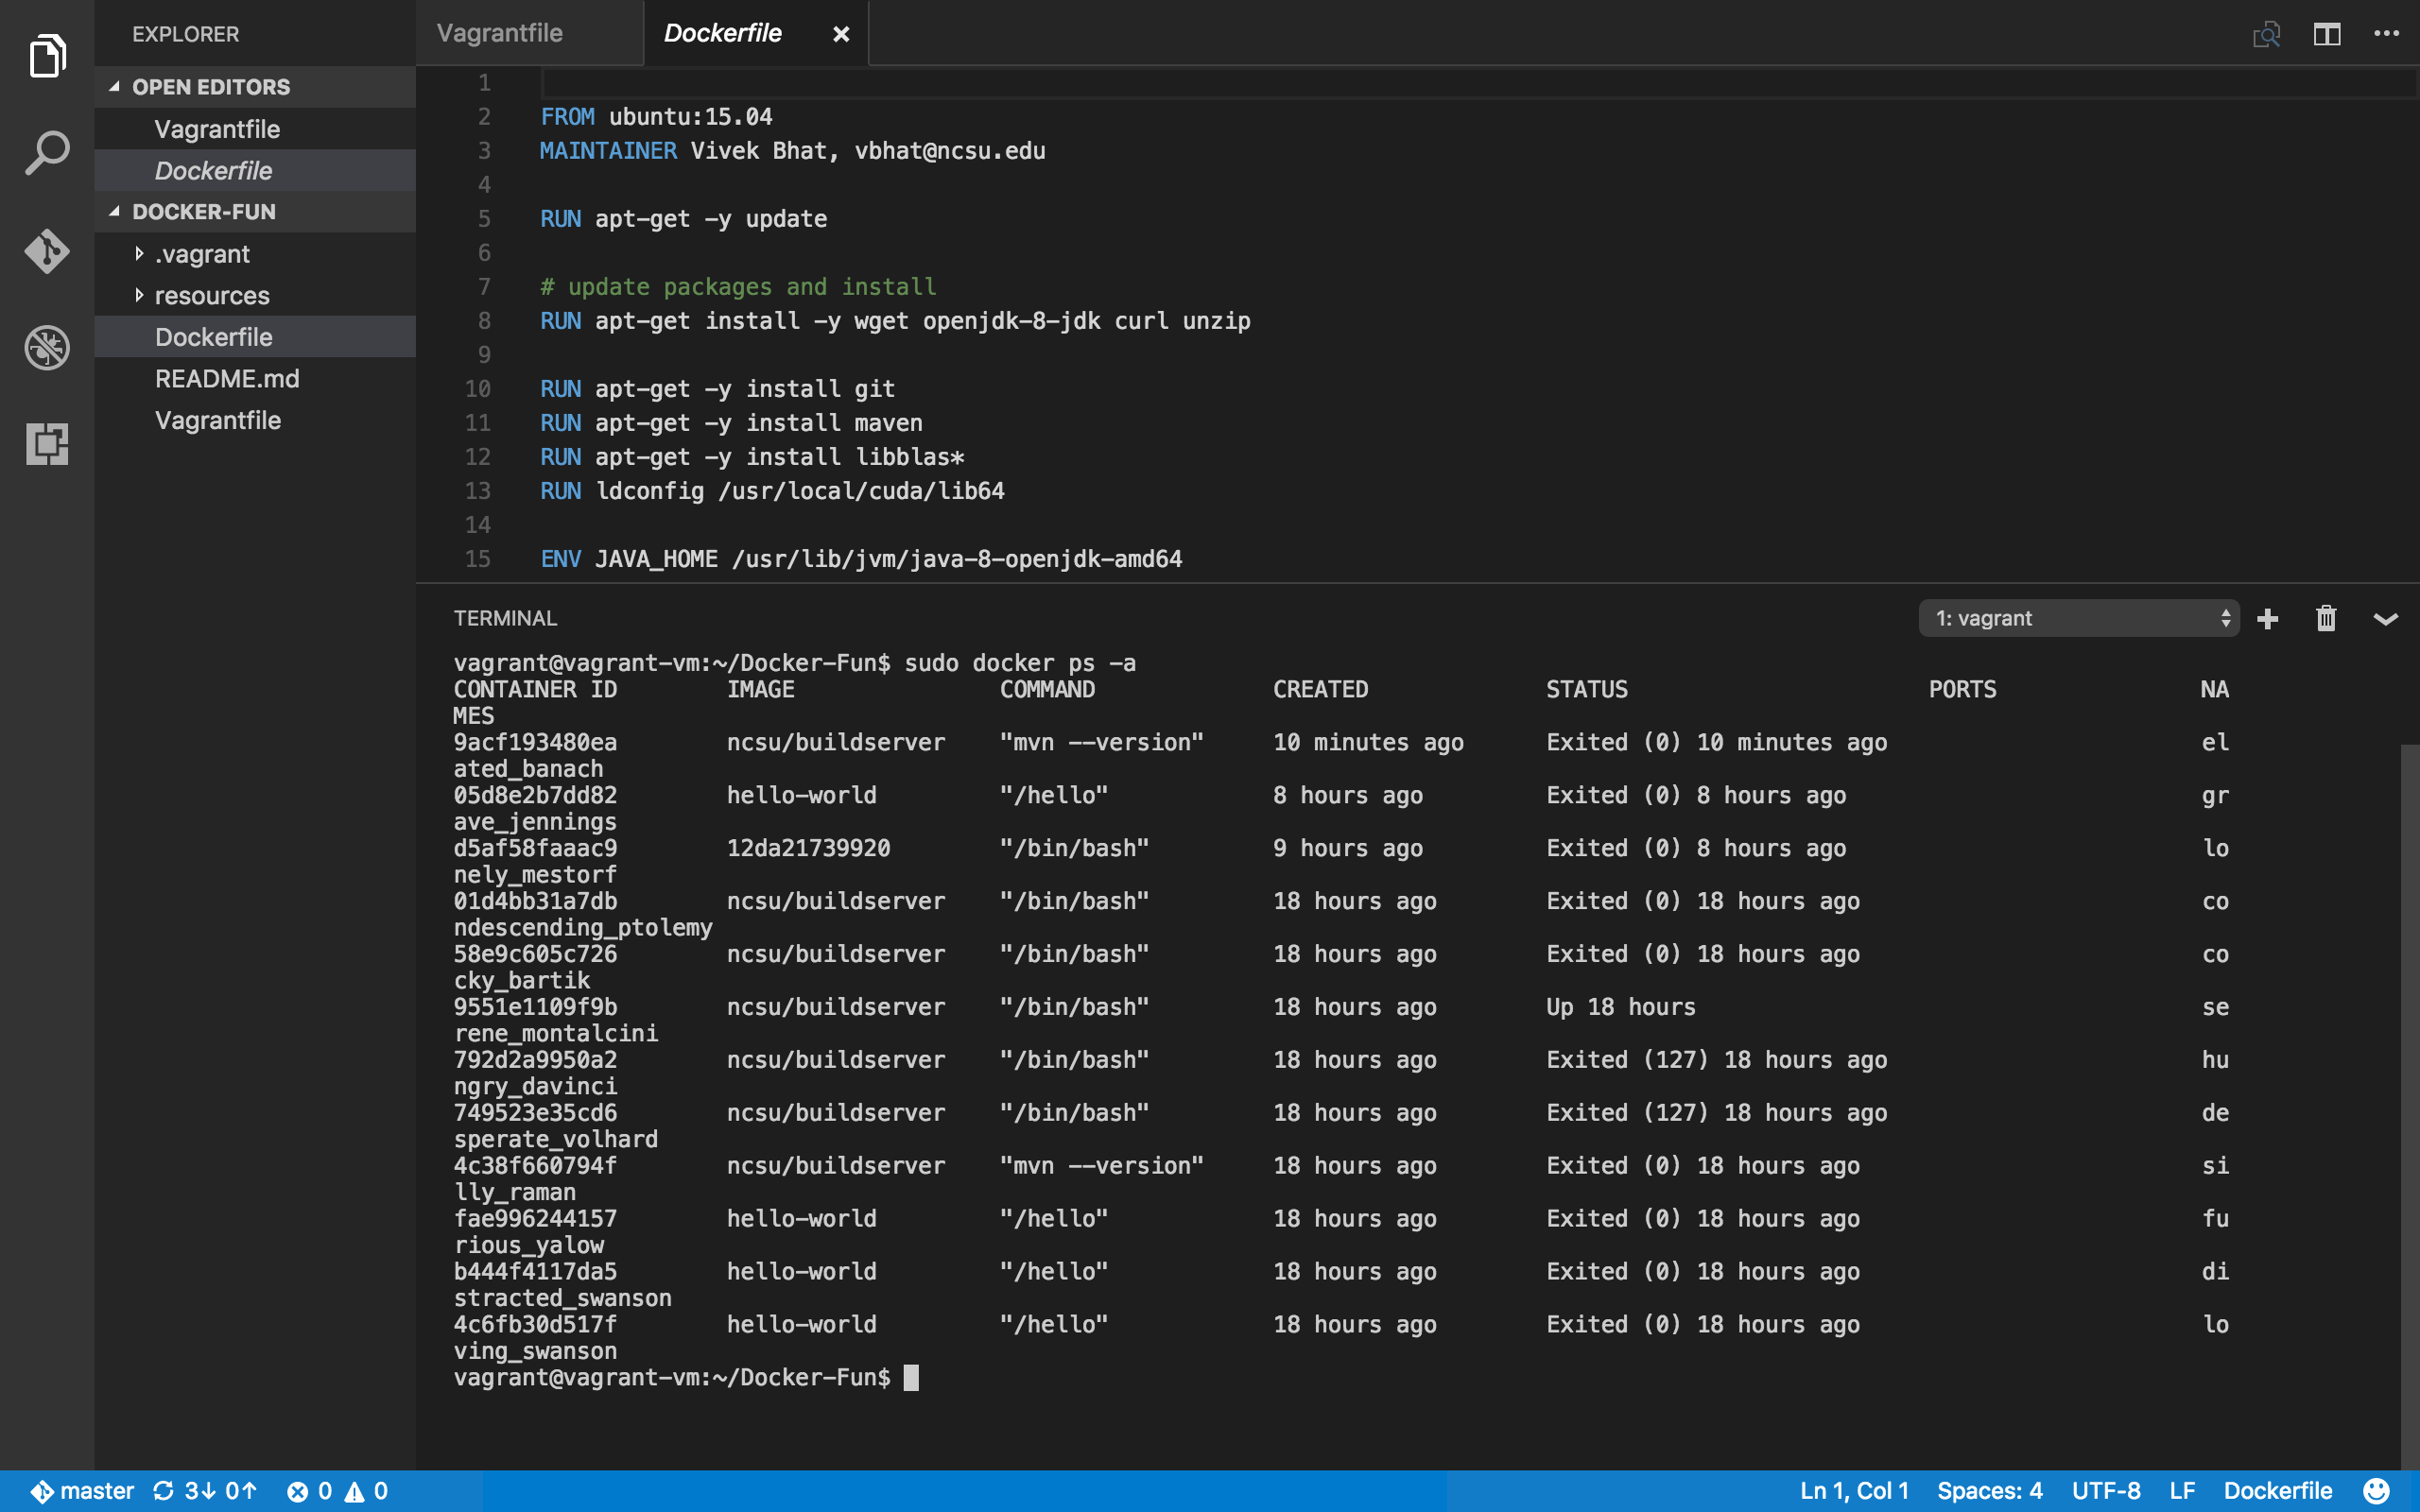 EXPLORER
OPEN EDITORS
Vagrantfile
Dockerfile
DOCKER-FUN
.vagrant
resources
Dockerfile
README.md
Vagrantfile
Vagrantfile Dockerfile
1
2 FROM ubuntu:15.04
3 MAINTAINER Vivek Bhat, vbhat@ncsu.edu
4
5 RUN apt-get -y update
6
7 # update packages and install
8 RUN apt-get install -y wget openjdk-8-jdk curl unzip
9
10 RUN apt-get -y install git
11 RUN apt-get -y install maven
12 RUN apt-get -y install libblas*
13 RUN ldconfig /usr/local/cuda/lib64
14
15 ENV JAVA_HOME /usr/lib/jvm/java-8-openjdk-amd64
TERMINAL 1: vagrant
vagrant@vagrant-vm:~/Docker-Fun$ sudo docker ps -a
CONTAINER ID IMAGE COMMAND CREATED STATUS PORTS NA
MES
9acf193480ea ncsu/buildserver "mvn --version" 10 minutes ago Exited (0) 10 minutes ago el
ated_banach
05d8e2b7dd82 hello-world "/hello" 8 hours ago Exited (0) 8 hours ago gr
ave_jennings
d5af58faaac9 12da21739920 "/bin/bash" 9 hours ago Exited (0) 8 hours ago lo
nely_mestorf
01d4bb31a7db ncsu/buildserver "/bin/bash" 18 hours ago Exited (0) 18 hours ago co
ndescending_ptolemy
58e9c605c726 ncsu/buildserver "/bin/bash" 18 hours ago Exited (0) 18 hours ago co
cky_bartik
9551e1109f9b ncsu/buildserver "/bin/bash" 18 hours ago Up 18 hours se
rene_montalcini
792d2a9950a2 ncsu/buildserver "/bin/bash" 18 hours ago Exited (127) 18 hours ago hu
ngry_davinci
749523e35cd6 ncsu/buildserver "/bin/bash" 18 hours ago Exited (127) 18 hours ago de
sperate_volhard
4c38f660794f ncsu/buildserver "mvn --version" 18 hours ago Exited (0) 18 hours ago si
lly_raman
fae996244157 hello-world "/hello" 18 hours ago Exited (0) 18 hours ago fu
rious_yalow
b444f4117da5 hello-world "/hello" 18 hours ago Exited (0) 18 hours ago di
stracted_swanson
4c6fb30d517f hello-world "/hello" 18 hours ago Exited (0) 18 hours ago lo
ving_swanson
vagrant@vagrant-vm:~/Docker-Fun$
master 3↓ 0↑ 0 0 Ln 1, Col 1 Spaces: 4 UTF-8 LF Dockerfile